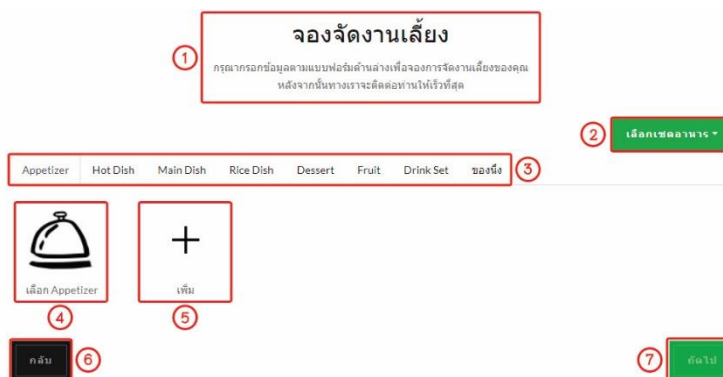 จองจัดงานเลี้ยง
กรุณากรอกข้อมูลตามแบบฟอร์มด้านล่างเพื่อจองการจัดงานเลี้ยงของคุณ
หลังจากนั้นทางเราจะติดต่อท่านให้เร็วที่สุด
1
2 เลือกเซตอาหาร
Appetizer Hot Dish Main Dish Rice Dish Dessert Fruit Drink Set ของนึ่ง 3
เลือก Appetizer เพิ่ม
4 5
กลับ 6 7 ถัดไป